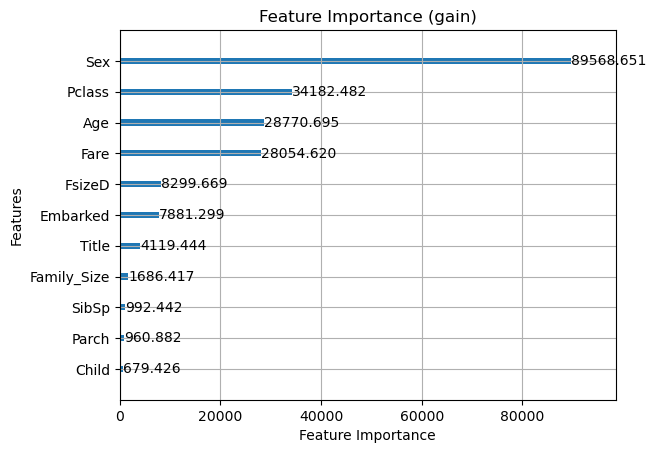 Feature Importance (gain)
Features
Sex 89568.651
Pclass 34182.482
Age 28770.695
Fare 28054.620
FsizeD 8299.669
Embarked 7881.299
Title 4119.444
Family_Size 1686.417
SibSp 992.442
Parch 960.882
Child 679.426
0 20000 40000 60000 80000
Feature Importance